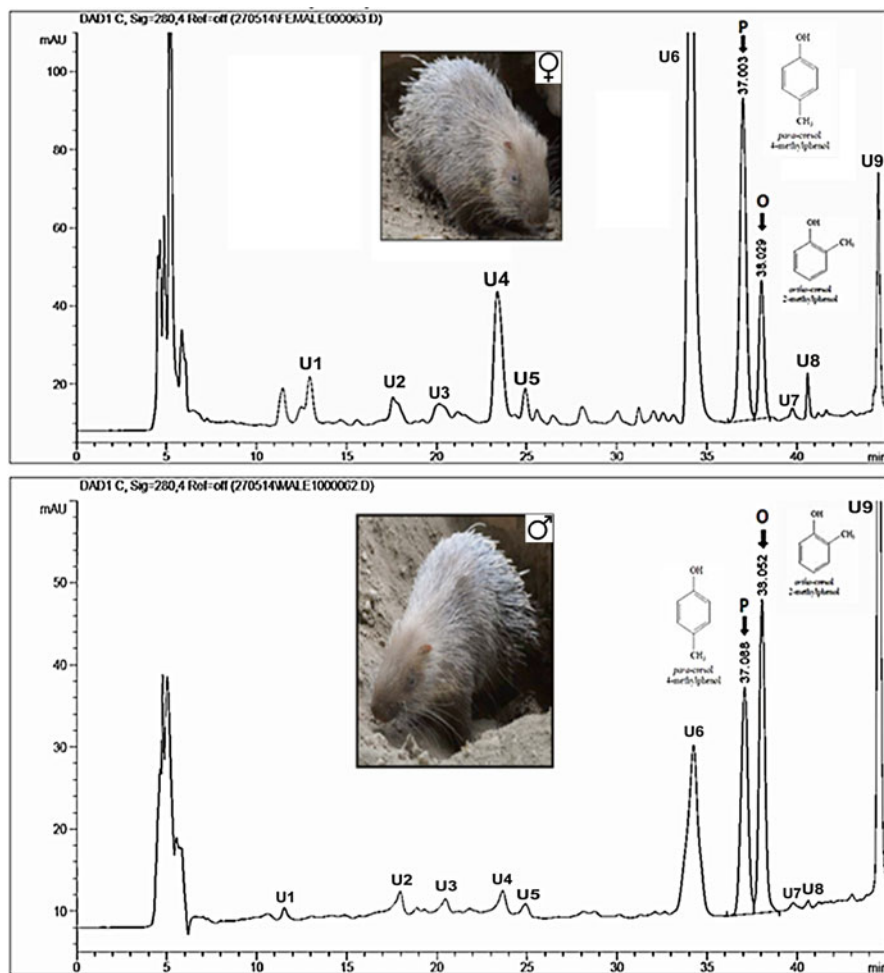 DAD1 C, Sig=280,4 Ref=off (270514\FEMALE000063.D)
mAU
100
80
60
40
20
0 5 10 15 20 25 30 35 40 min
U1
U2
U3
U4
U5
U6
37.003
P
38.029
O
U7
U8
U9
♀
OH
CH3
para-cresol
4-methylphenol
OH
CH3
ortho-cresol
2-methylphenol
DAD1 C, Sig=280,4 Ref=off (270514\MALE1000062.D)
mAU
50
40
30
20
10
0 5 10 15 20 25 30 35 40 min
U1
U2
U3
U4
U5
U6
37.088
P
38.052
O
U7 U8
U9
♂
OH
CH3
para-cresol
4-methylphenol
OH
CH3
ortho-cresol
2-methylphenol